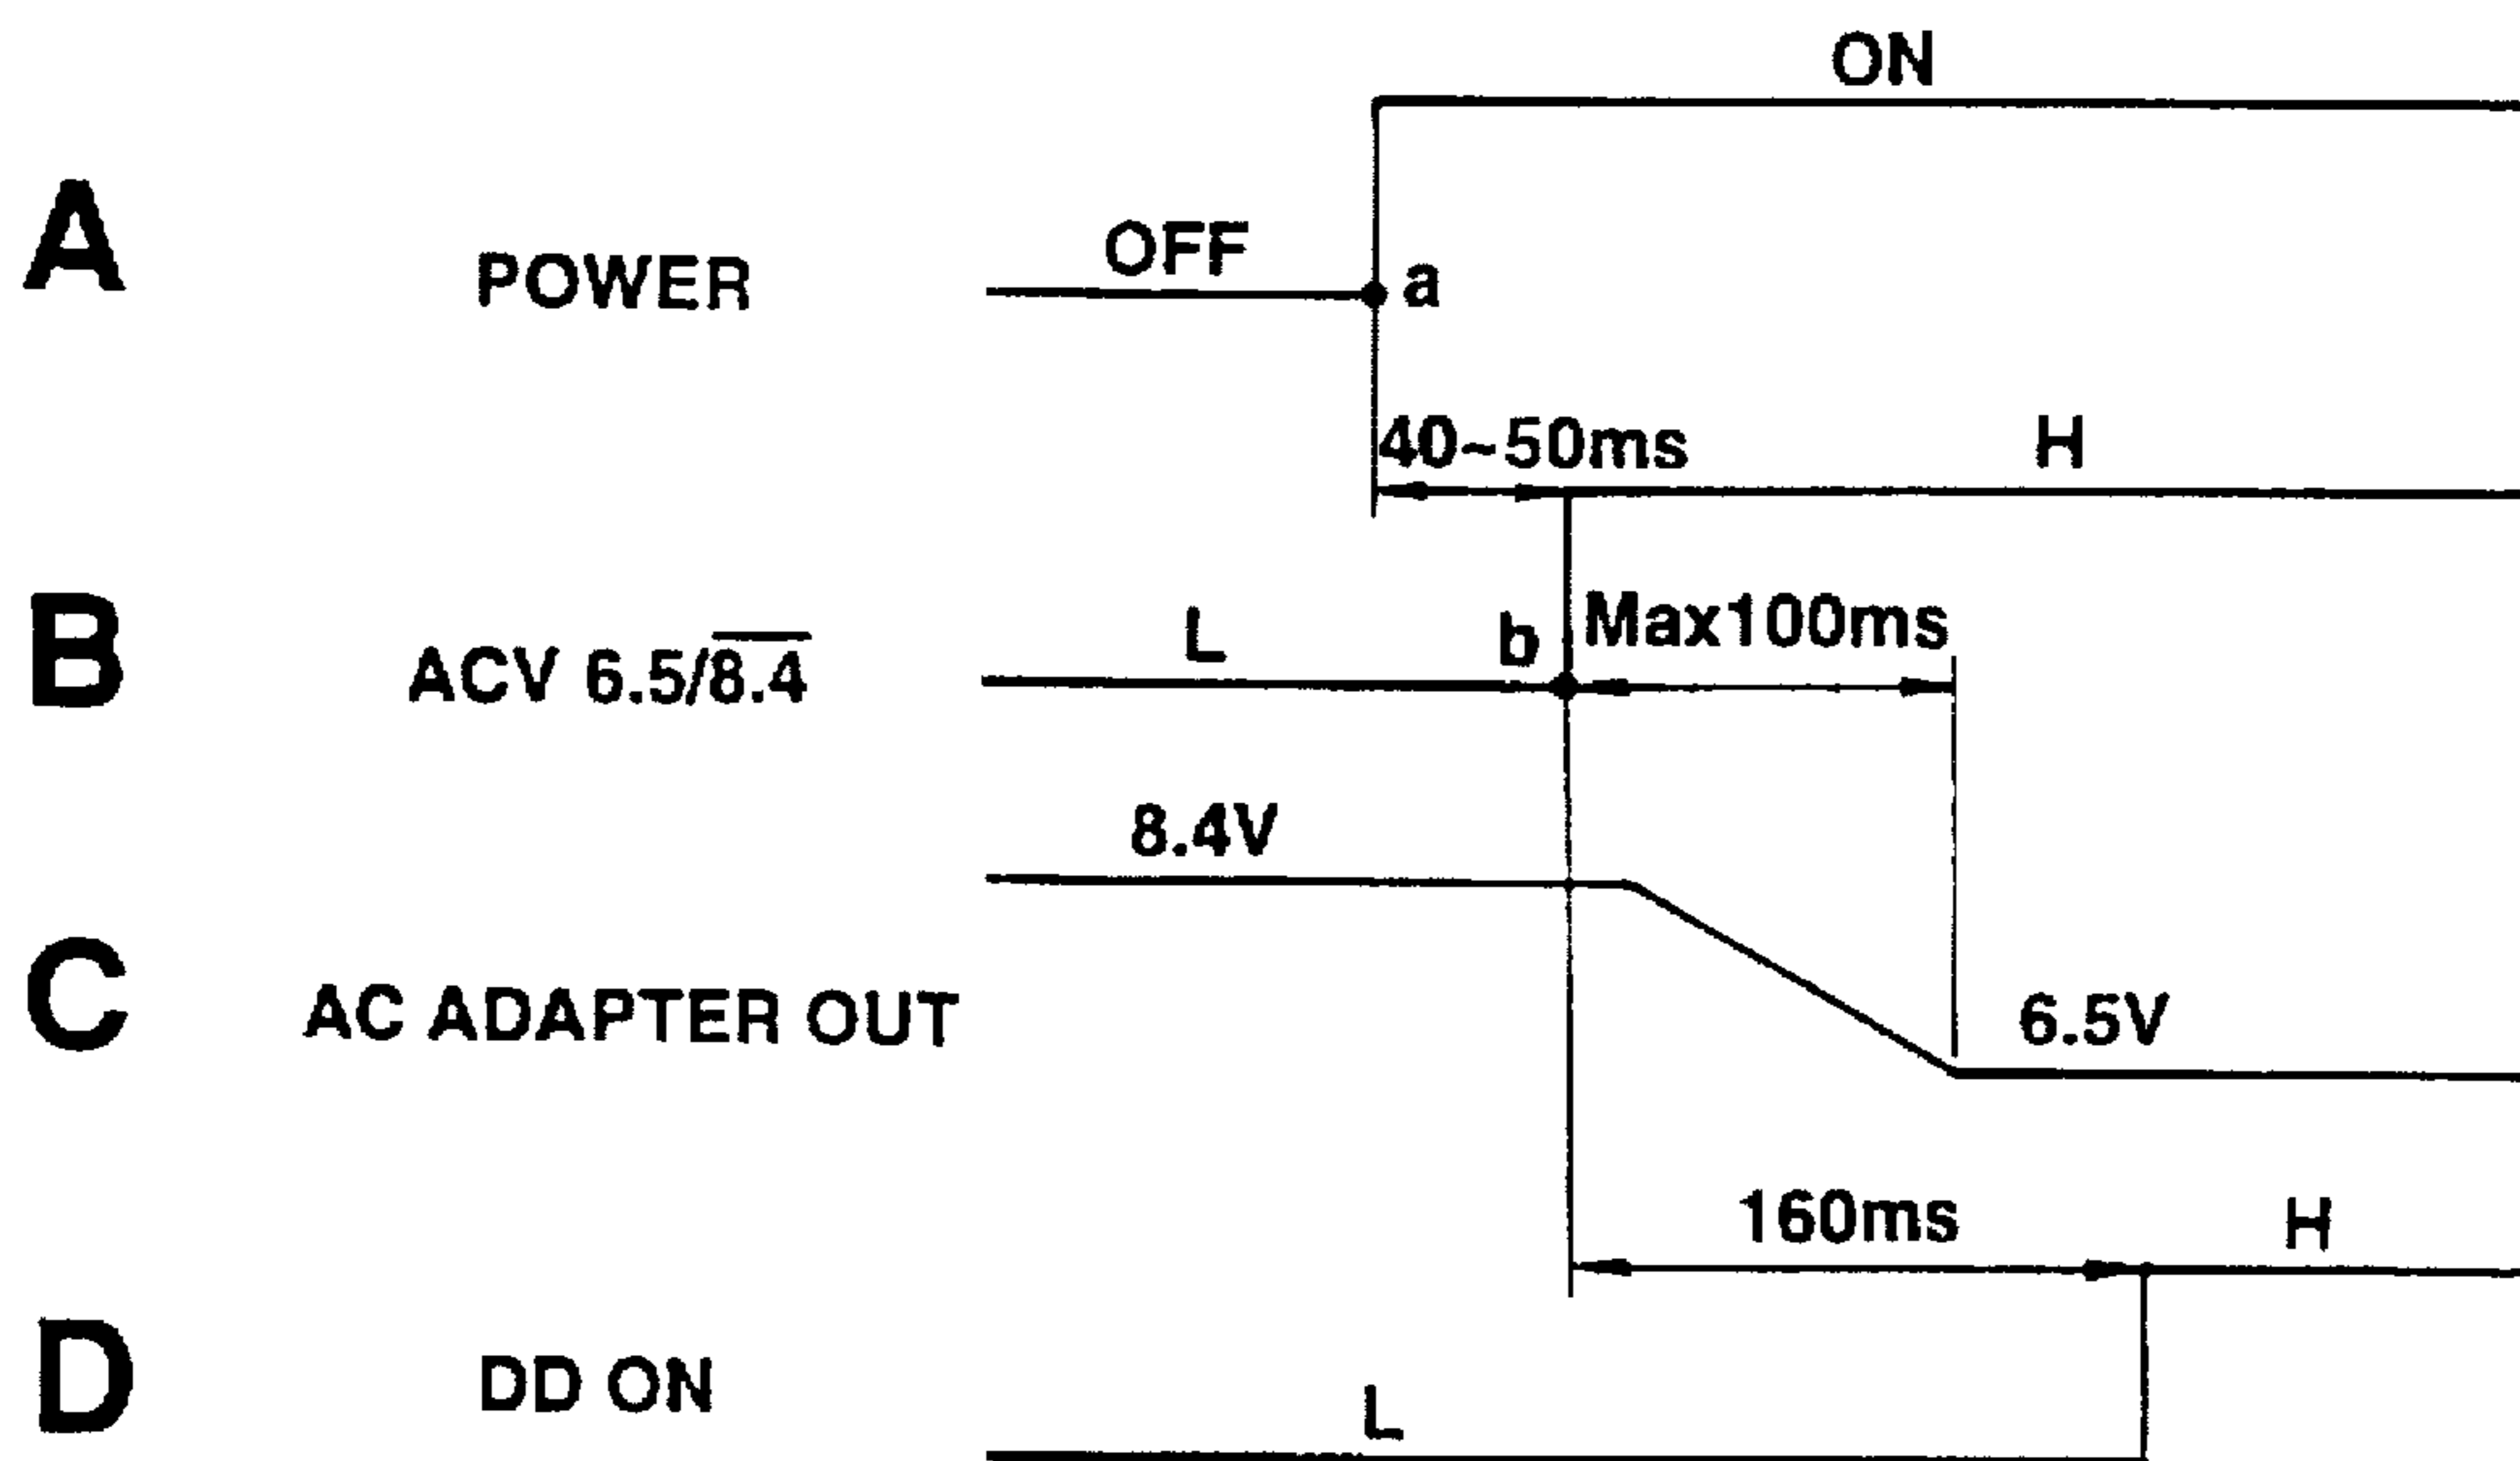 ON
A POWER OFF a
40~50ms H
B ACV 6.5/8.4 L b Max100ms
8.4V
C AC ADAPTER OUT 6.5V
160ms H
D DD ON L